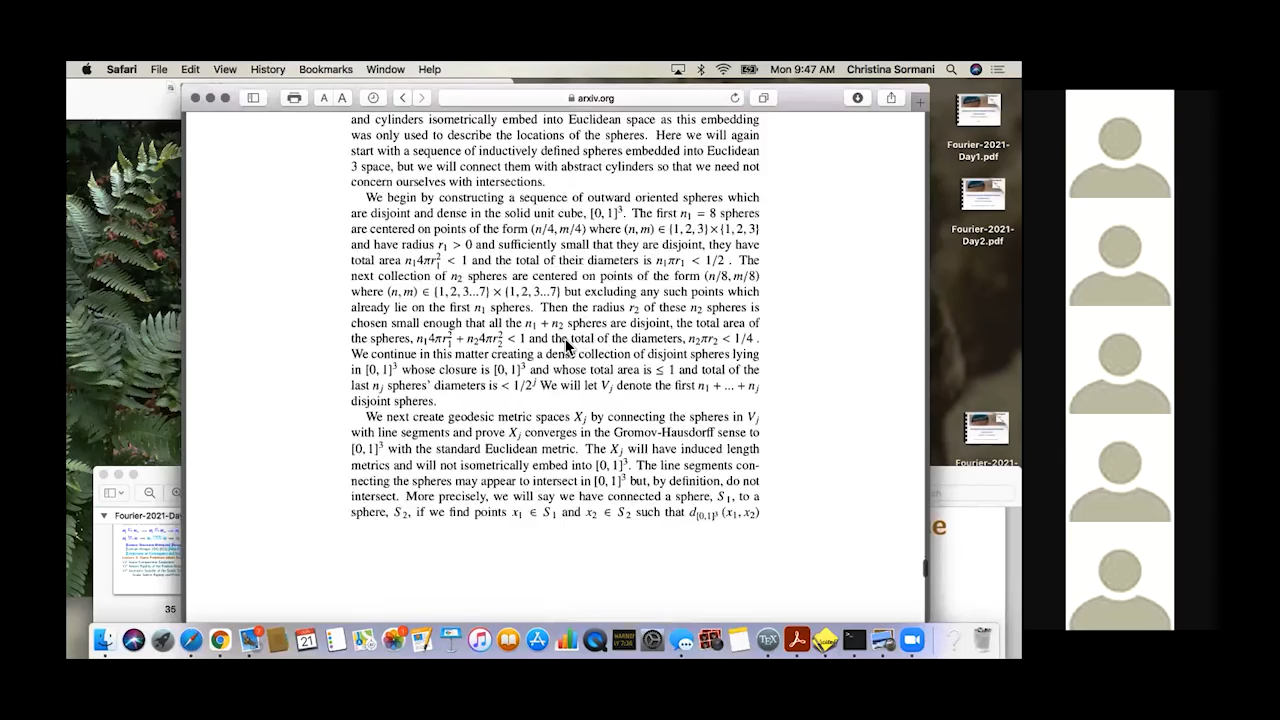 Safari File Edit View History Bookmarks Window Help Mon 9:47 AM Christina Sormani
A A arxiv.org
and cylinders isometrically embed into Euclidean space as this embedding
was only used to describe the locations of the spheres. Here we will again
start with a sequence of inductively defined spheres embedded into Euclidean
3 space, but we will connect them with abstract cylinders so that we need not
concern ourselves with intersections.
We begin by constructing a sequence of outward oriented spheres which
are disjoint and dense in the solid unit cube, [0, 1]³. The first n₁ = 8 spheres
are centered on points of the form (n/4, m/4) where (n, m) ∈ {1, 2, 3}×{1, 2, 3}
and have radius r₁ > 0 and sufficiently small that they are disjoint, they have
total area n₁4πr₁² < 1 and the total of their diameters is n₁πr₁ < 1/2 . The
next collection of n₂ spheres are centered on points of the form (n/8, m/8)
where (n, m) ∈ {1, 2, 3...7} × {1, 2, 3...7} but excluding any such points which
already lie on the first n₁ spheres. Then the radius r₂ of these n₂ spheres is
chosen small enough that all the n₁ + n₂ spheres are disjoint, the total area of
the spheres, n₁4πr₁² + n₂4πr₂² < 1 and the total of the diameters, n₂πr₂ < 1/4 .
We continue in this matter creating a dense collection of disjoint spheres lying
in [0, 1]³ whose closure is [0, 1]³ and whose total area is ≤ 1 and total of the
last nⱼ spheres' diameters is < 1/2ʲ We will let Vⱼ denote the first n₁ + ... + nⱼ
disjoint spheres.
We next create geodesic metric spaces Xⱼ by connecting the spheres in Vⱼ
with line segments and prove Xⱼ converges in the Gromov-Hausdorff sense to
[0, 1]³ with the standard Euclidean metric. The Xⱼ will have induced length
metrics and will not isometrically embed into [0, 1]³. The line segments con-
necting the spheres may appear to intersect in [0, 1]³ but, by definition, do not
intersect. More precisely, we will say we have connected a sphere, S₁, to a
sphere, S₂, if we find points x₁ ∈ S₁ and x₂ ∈ S₂ such that d_{[0,1]³}(x₁, x₂)
Fourier-2021-
Day1.pdf
Fourier-2021-
Day2.pdf
Fourier-2021-
Fourier-Day
35
ch
e
21
TEX